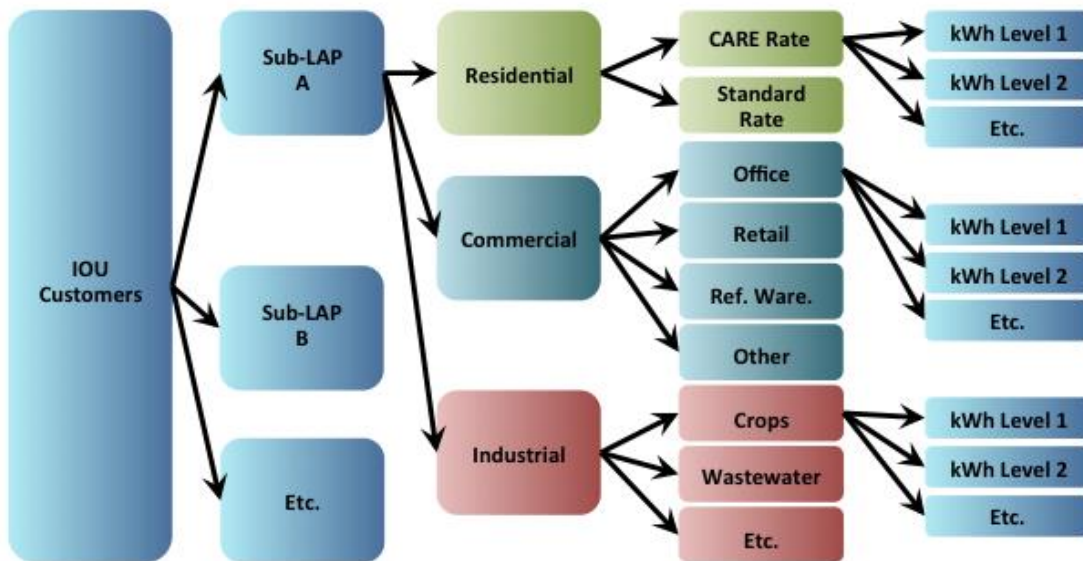 IOU
Customers
Sub-LAP
A
Sub-LAP
B
Etc.
Residential
Commercial
Industrial
CARE Rate
Standard
Rate
Office
Retail
Ref. Ware.
Other
Crops
Wastewater
Etc.
kWh Level 1
kWh Level 2
Etc.
kWh Level 1
kWh Level 2
Etc.
kWh Level 1
kWh Level 2
Etc.